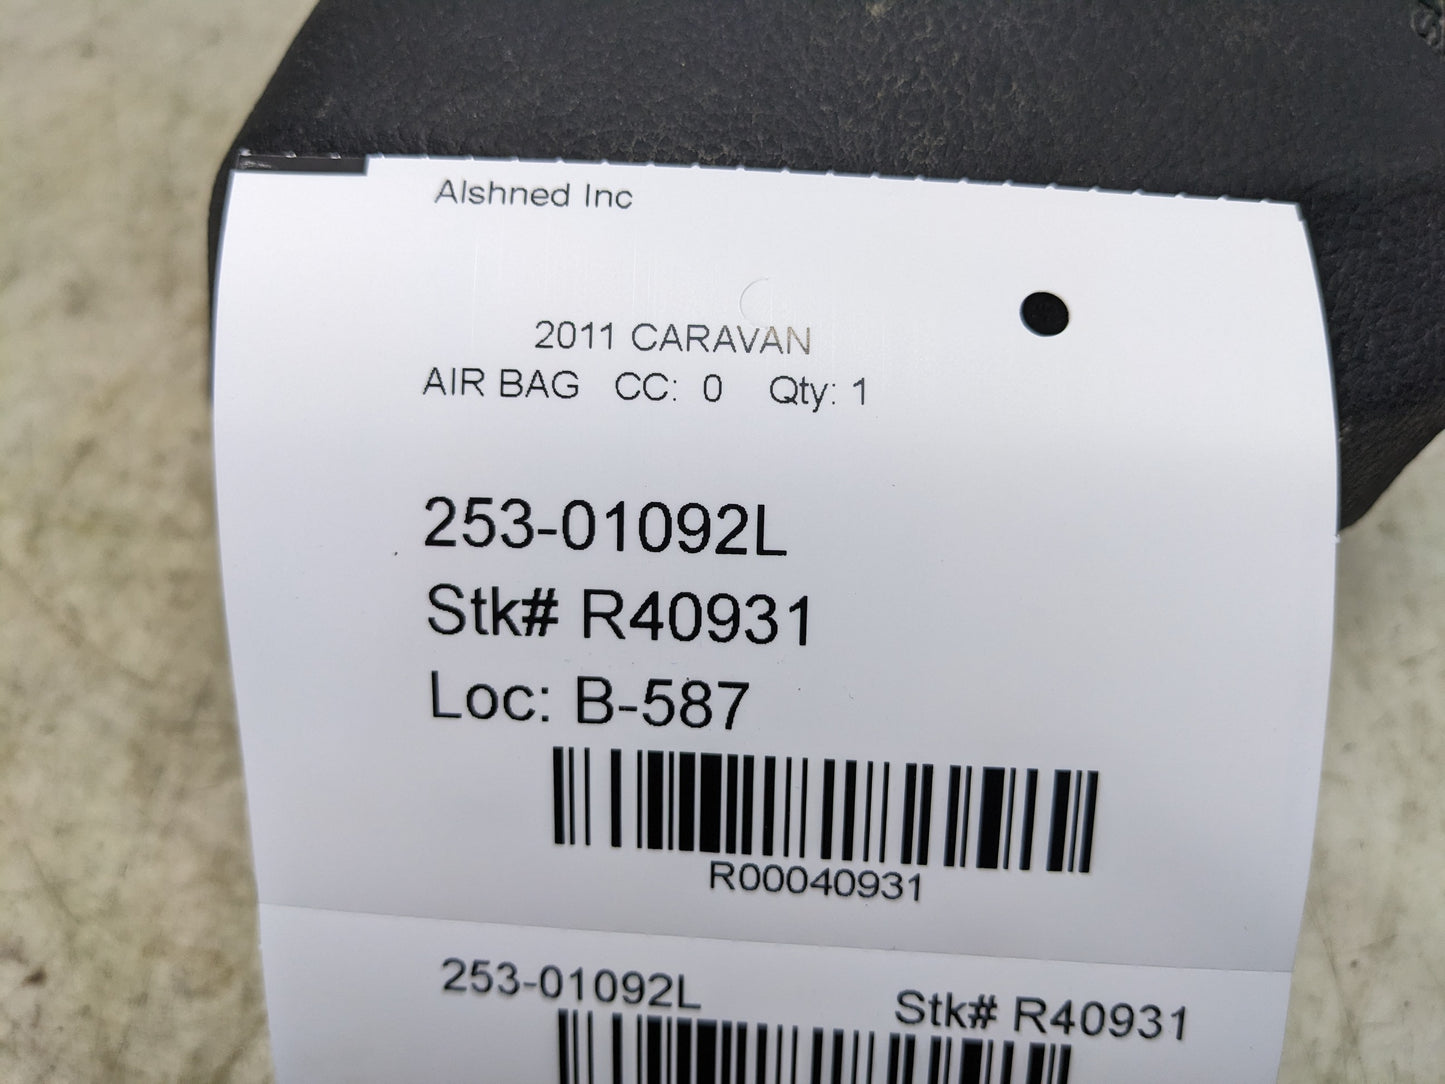 Alshned Inc
2011 CARAVAN
AIR BAG CC: 0 Qty: 1
253-01092L
Stk# R40931
Loc: B-587
R00040931
253-01092L Stk# R40931